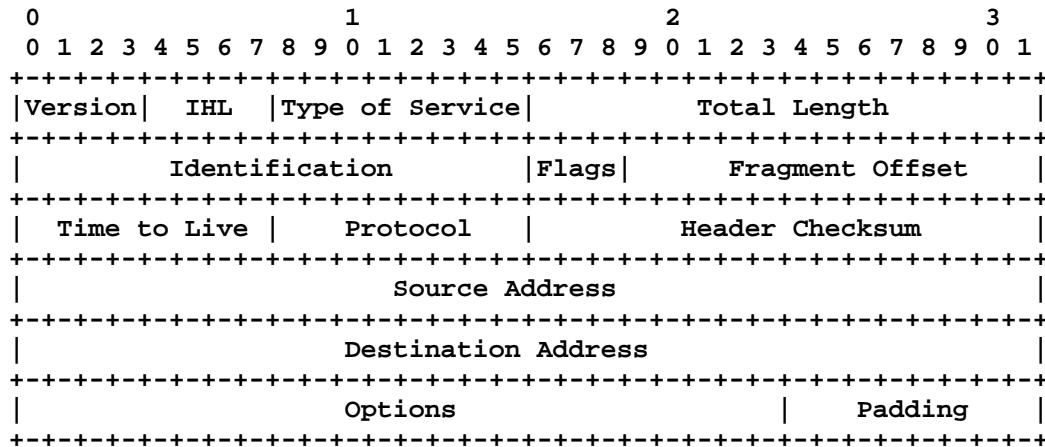 0                   1                   2                   3
 0 1 2 3 4 5 6 7 8 9 0 1 2 3 4 5 6 7 8 9 0 1 2 3 4 5 6 7 8 9 0 1
+-+-+-+-+-+-+-+-+-+-+-+-+-+-+-+-+-+-+-+-+-+-+-+-+-+-+-+-+-+-+-+-+
|Version|  IHL  |Type of Service|          Total Length         |
+-+-+-+-+-+-+-+-+-+-+-+-+-+-+-+-+-+-+-+-+-+-+-+-+-+-+-+-+-+-+-+-+
|         Identification        |Flags|      Fragment Offset    |
+-+-+-+-+-+-+-+-+-+-+-+-+-+-+-+-+-+-+-+-+-+-+-+-+-+-+-+-+-+-+-+-+
|  Time to Live |    Protocol   |         Header Checksum       |
+-+-+-+-+-+-+-+-+-+-+-+-+-+-+-+-+-+-+-+-+-+-+-+-+-+-+-+-+-+-+-+-+
|                       Source Address                          |
+-+-+-+-+-+-+-+-+-+-+-+-+-+-+-+-+-+-+-+-+-+-+-+-+-+-+-+-+-+-+-+-+
|                    Destination Address                        |
+-+-+-+-+-+-+-+-+-+-+-+-+-+-+-+-+-+-+-+-+-+-+-+-+-+-+-+-+-+-+-+-+
|                    Options                    |    Padding    |
+-+-+-+-+-+-+-+-+-+-+-+-+-+-+-+-+-+-+-+-+-+-+-+-+-+-+-+-+-+-+-+-+